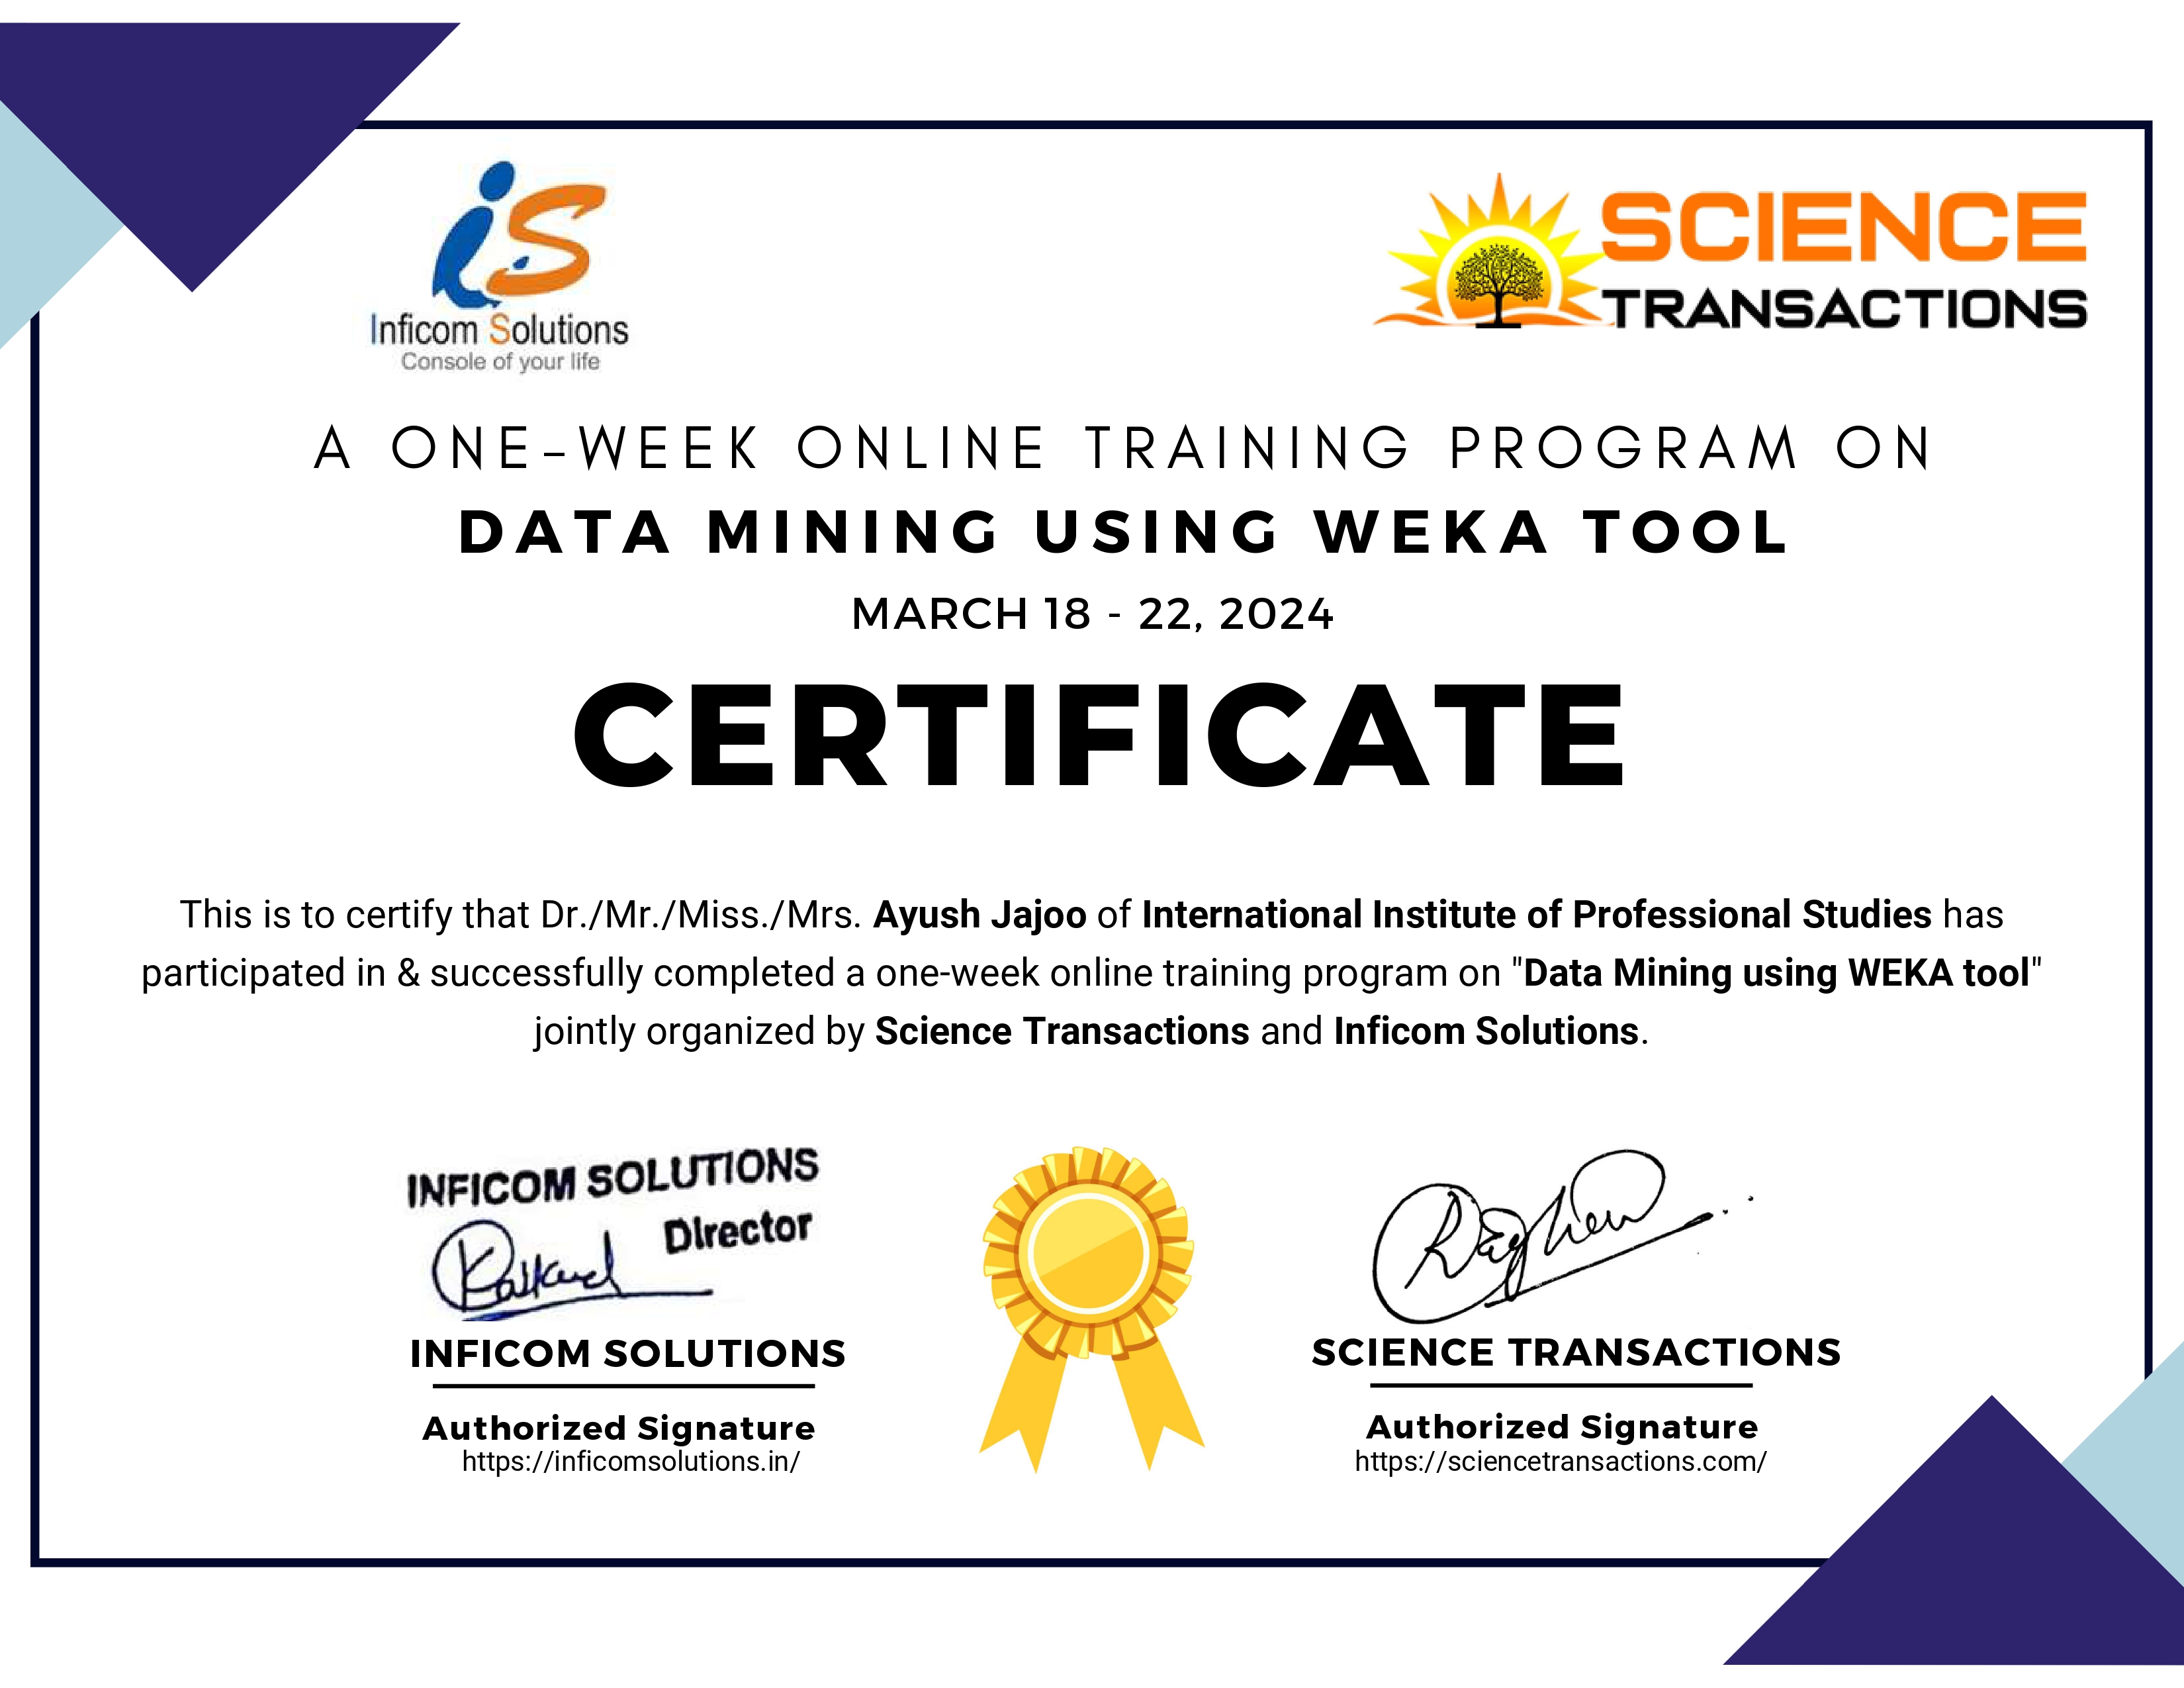 iS
Inficom Solutions
Console of your life
SCIENCE
TRANSACTIONS
A ONE-WEEK ONLINE TRAINING PROGRAM ON
DATA MINING USING WEKA TOOL
MARCH 18 - 22, 2024
CERTIFICATE
This is to certify that Dr./Mr./Miss./Mrs. Ayush Jajoo of International Institute of Professional Studies has
participated in & successfully completed a one-week online training program on "Data Mining using WEKA tool"
jointly organized by Science Transactions and Inficom Solutions.
INFICOM SOLUTIONS
Director
INFICOM SOLUTIONS
Authorized Signature
https://inficomsolutions.in/
SCIENCE TRANSACTIONS
Authorized Signature
https://sciencetransactions.com/